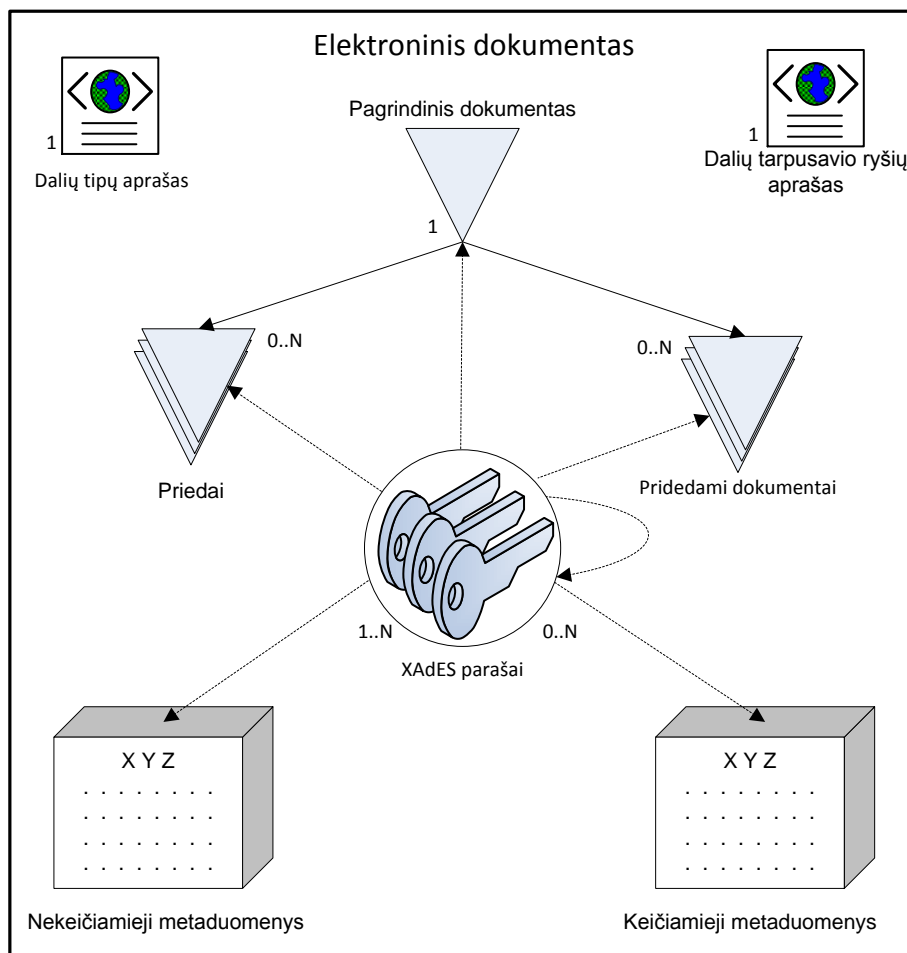 Elektroninis dokumentas
1
Dalių tipų aprašas
Pagrindinis dokumentas
1
1
Dalių tarpusavio ryšių
aprašas
0..N
0..N
Priedai
Pridedami dokumentai
1..N
0..N
XAdES parašai
X Y Z
X Y Z
Nekeičiamieji metaduomenys
Keičiamieji metaduomenys